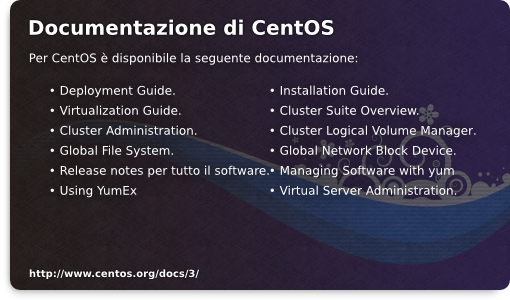 Documentazione di CentOS
Per CentOS è disponibile la seguente documentazione:
• Deployment Guide.
• Virtualization Guide.
• Cluster Administration.
• Global File System.
• Release notes per tutto il software.
• Using YumEx
• Installation Guide.
• Cluster Suite Overview.
• Cluster Logical Volume Manager.
• Global Network Block Device.
• Managing Software with yum
• Virtual Server Administration.
http://www.centos.org/docs/3/